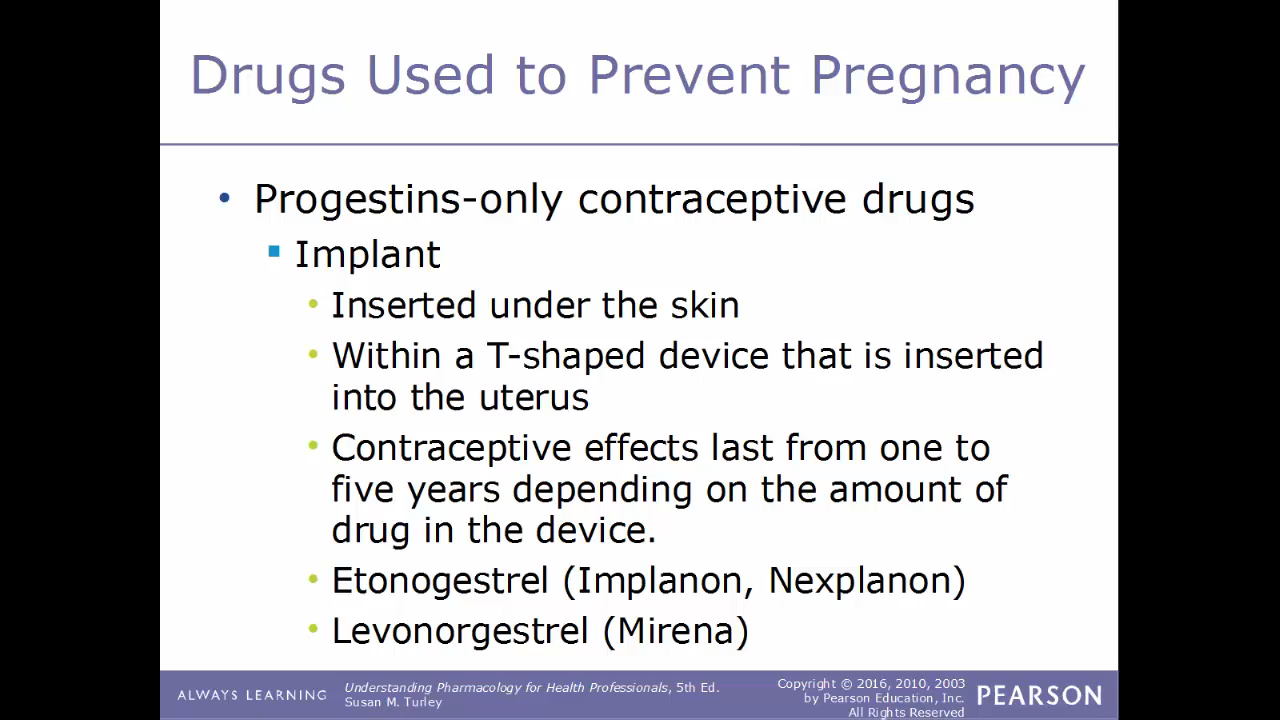 Drugs Used to Prevent Pregnancy
• Progestins-only contraceptive drugs
▪ Implant
• Inserted under the skin
• Within a T-shaped device that is inserted
into the uterus
• Contraceptive effects last from one to
five years depending on the amount of
drug in the device.
• Etonogestrel (Implanon, Nexplanon)
• Levonorgestrel (Mirena)
ALWAYS LEARNING
Understanding Pharmacology for Health Professionals, 5th Ed.
Susan M. Turley
Copyright © 2016, 2010, 2003
by Pearson Education, Inc.
All Rights Reserved
PEARSON